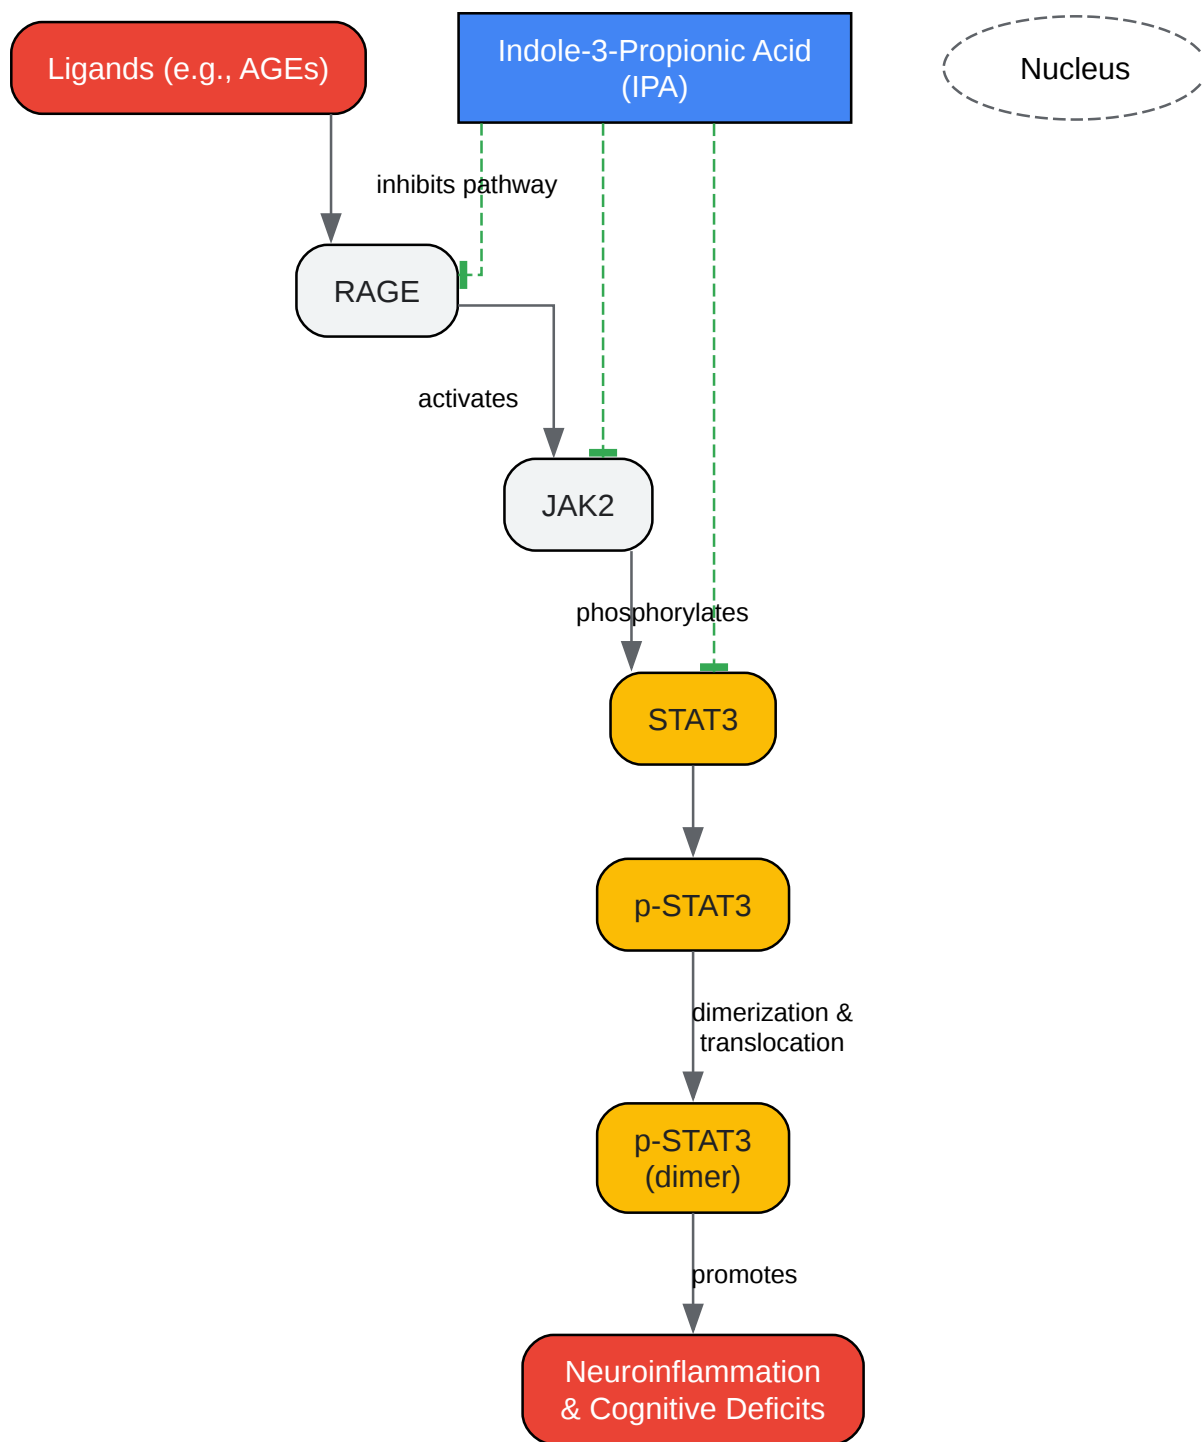 Ligands (e.g., AGEs)
Indole-3-Propionic Acid
(IPA)
Nucleus
inhibits pathway
RAGE
activates
JAK2
phosphorylates
STAT3
p-STAT3
dimerization &
translocation
p-STAT3
(dimer)
promotes
Neuroinflammation
& Cognitive Deficits